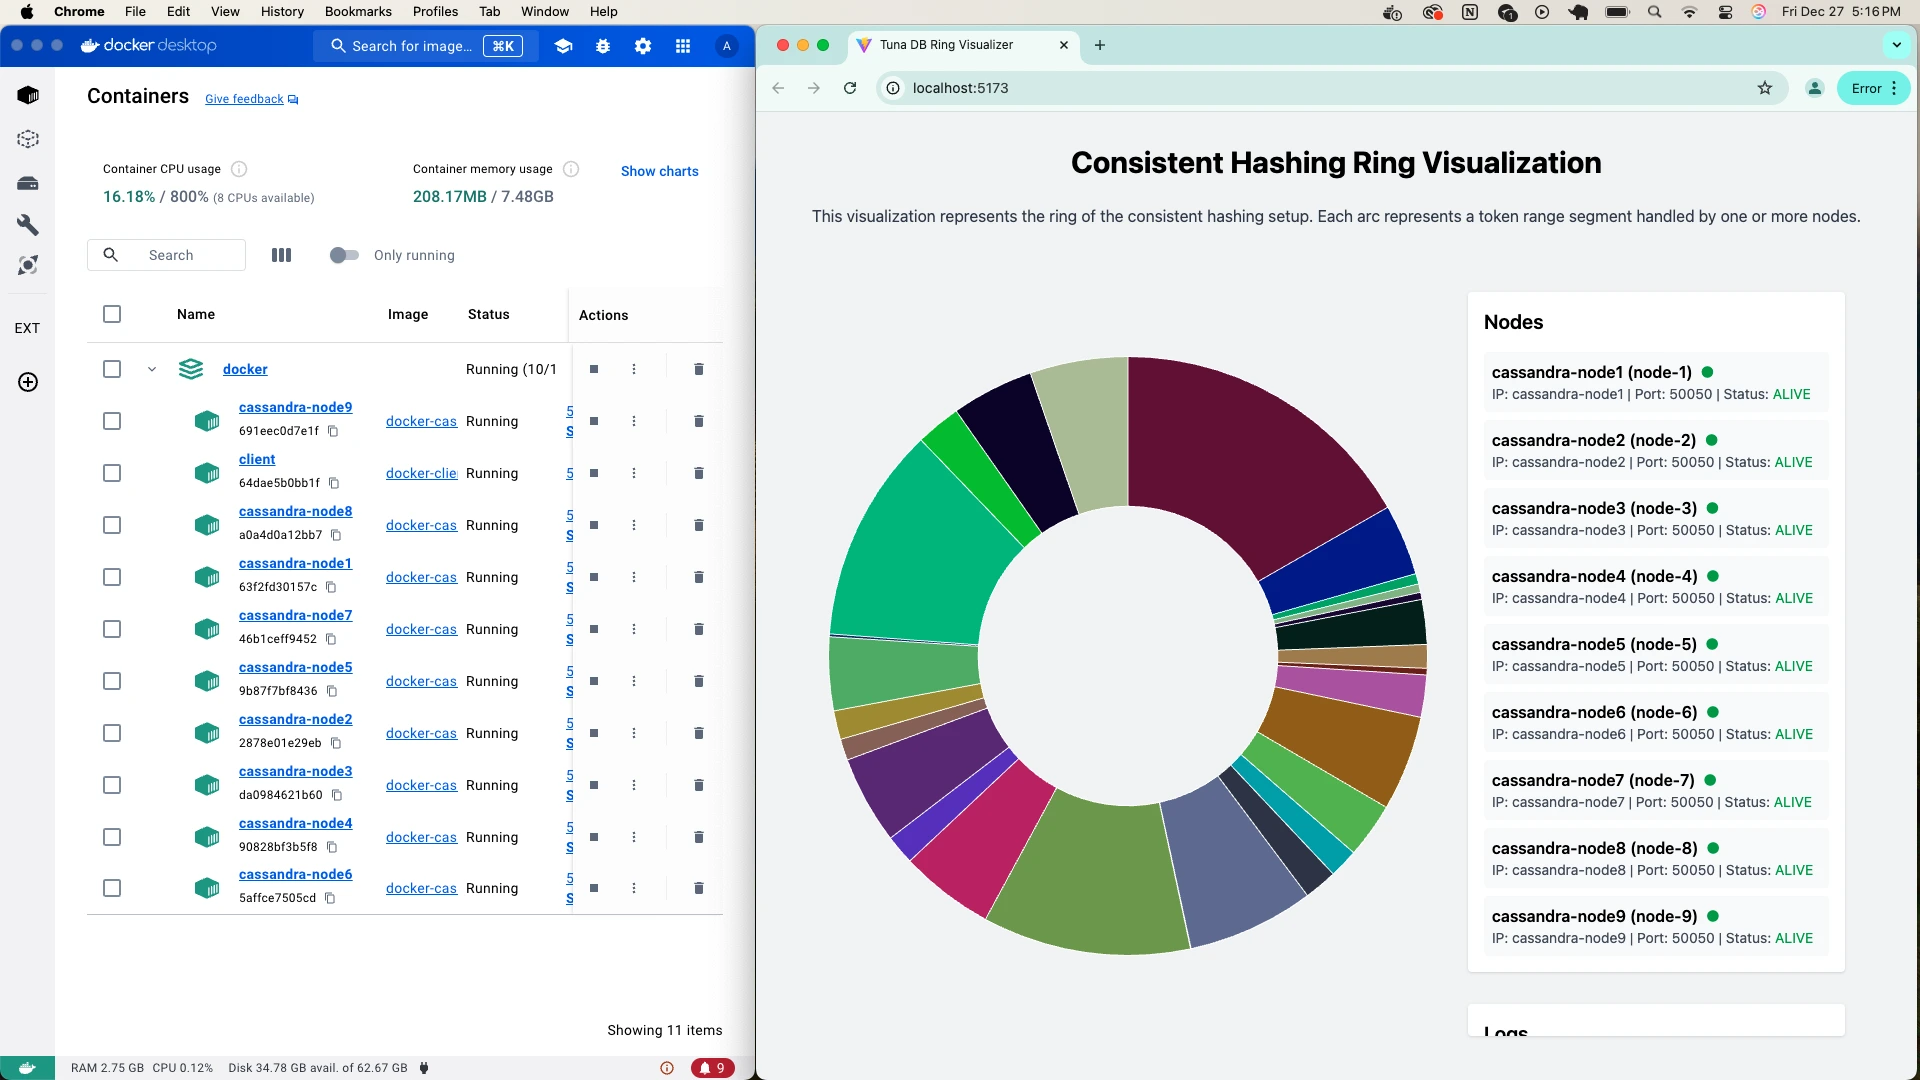 Chrome File Edit View History Bookmarks Profiles Tab Window Help
Fri Dec 27 5:16 PM
docker desktop
Search for image... ⌘K
A
Containers Give feedback
Container CPU usage
16.18% / 800% (8 CPUs available)
Container memory usage
208.17MB / 7.48GB
Show charts
Search
Only running
EXT
Name Image Status Actions
docker Running (10/1
cassandra-node9
691eec0d7e1f
docker-cas Running 5 S
client
64dae5b0bb1f
docker-clie Running 5
cassandra-node8
a0a4d0a12bb7
docker-cas Running 5 S
cassandra-node1
63f2fd30157c
docker-cas Running 5 S
cassandra-node7
46b1ceff9452
docker-cas Running 5 S
cassandra-node5
9b87f7bf8436
docker-cas Running 5 S
cassandra-node2
2878e01e29eb
docker-cas Running 5 S
cassandra-node3
da0984621b60
docker-cas Running 5 S
cassandra-node4
90828bf3b5f8
docker-cas Running 5 S
cassandra-node6
5affce7505cd
docker-cas Running 5 S
Showing 11 items
RAM 2.75 GB CPU 0.12% Disk 34.78 GB avail. of 62.67 GB
9
Tuna DB Ring Visualizer
localhost:5173
Error
Consistent Hashing Ring Visualization
This visualization represents the ring of the consistent hashing setup. Each arc represents a token range segment handled by one or more nodes.
Nodes
cassandra-node1 (node-1)
IP: cassandra-node1 | Port: 50050 | Status: ALIVE
cassandra-node2 (node-2)
IP: cassandra-node2 | Port: 50050 | Status: ALIVE
cassandra-node3 (node-3)
IP: cassandra-node3 | Port: 50050 | Status: ALIVE
cassandra-node4 (node-4)
IP: cassandra-node4 | Port: 50050 | Status: ALIVE
cassandra-node5 (node-5)
IP: cassandra-node5 | Port: 50050 | Status: ALIVE
cassandra-node6 (node-6)
IP: cassandra-node6 | Port: 50050 | Status: ALIVE
cassandra-node7 (node-7)
IP: cassandra-node7 | Port: 50050 | Status: ALIVE
cassandra-node8 (node-8)
IP: cassandra-node8 | Port: 50050 | Status: ALIVE
cassandra-node9 (node-9)
IP: cassandra-node9 | Port: 50050 | Status: ALIVE
Logs